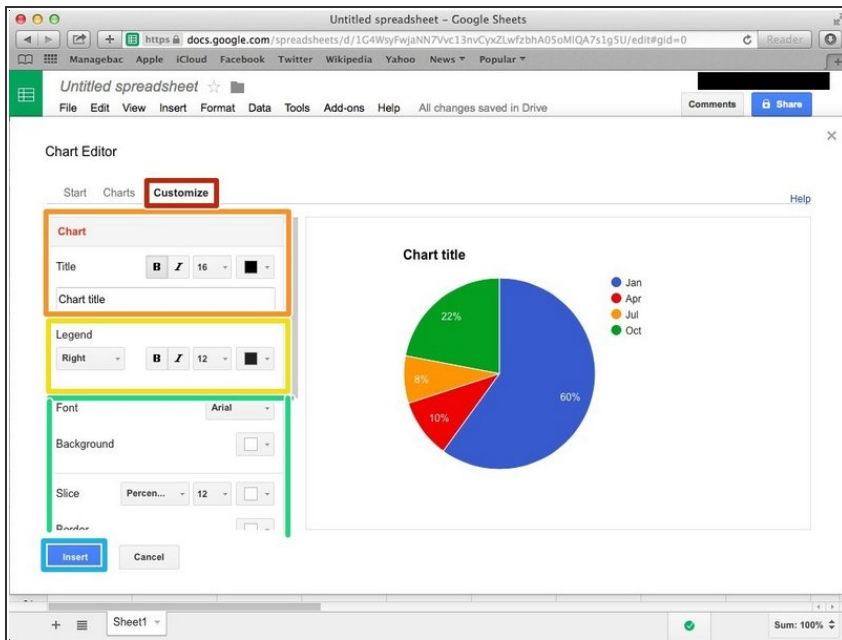 Untitled spreadsheet – Google Sheets
https docs.google.com/spreadsheets/d/1G4WsyFwjaNN7Vvc13nvCyxZLwfzbhA05oMlQA7s1g5U/edit#gid=0
Reader
Managebac Apple iCloud Facebook Twitter Wikipedia Yahoo News Popular
Untitled spreadsheet
File Edit View Insert Format Data Tools Add-ons Help All changes saved in Drive
Comments
Share
Chart Editor
Start Charts Customize
Help
Chart
Title B I 16
Chart title
Legend
Right B I 12
Font Arial
Background
Slice Percen... 12
Border
Insert Cancel
Chart title
Jan
Apr
Jul
Oct
22%
8%
10%
60%
Sheet1
Sum: 100%